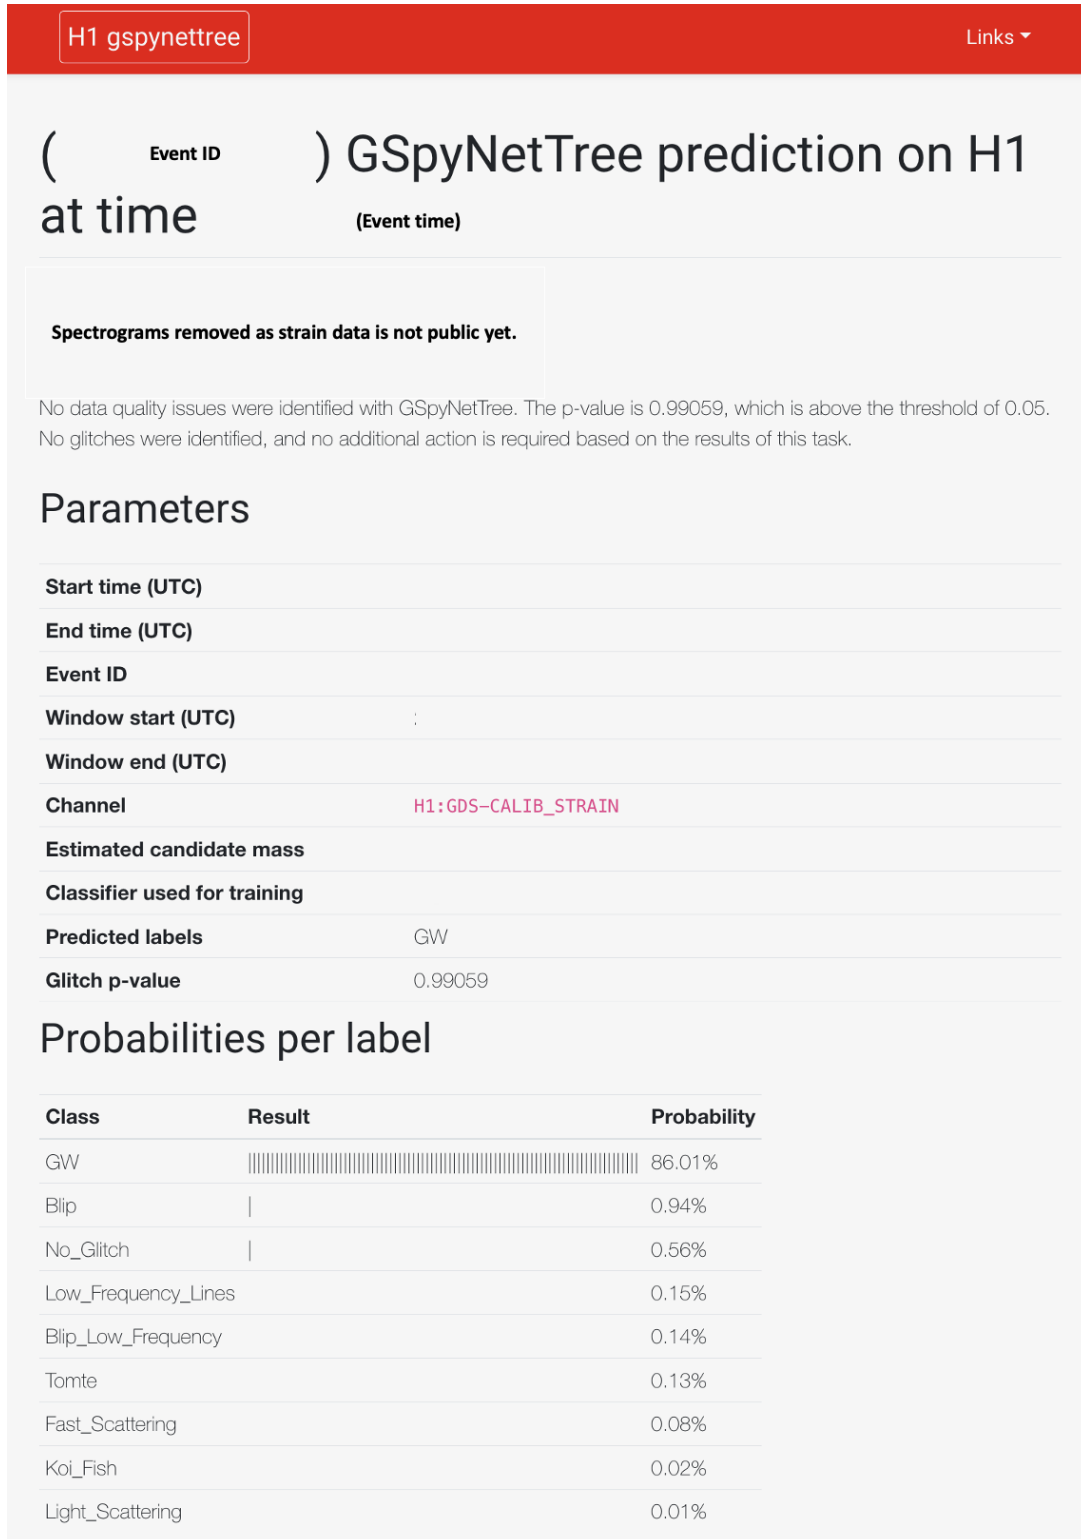 H1 gspynettree
Links
( Event ID ) GSpyNetTree prediction on H1
at time (Event time)
Spectrograms removed as strain data is not public yet.
No data quality issues were identified with GSpyNetTree. The p-value is 0.99059, which is above the threshold of 0.05.
No glitches were identified, and no additional action is required based on the results of this task.
Parameters
Start time (UTC)
End time (UTC)
Event ID
Window start (UTC)
Window end (UTC)
Channel H1:GDS-CALIB_STRAIN
Estimated candidate mass
Classifier used for training
Predicted labels GW
Glitch p-value 0.99059
Probabilities per label
Class Result Probability
GW 86.01%
Blip 0.94%
No_Glitch 0.56%
Low_Frequency_Lines 0.15%
Blip_Low_Frequency 0.14%
Tomte 0.13%
Fast_Scattering 0.08%
Koi_Fish 0.02%
Light_Scattering 0.01%